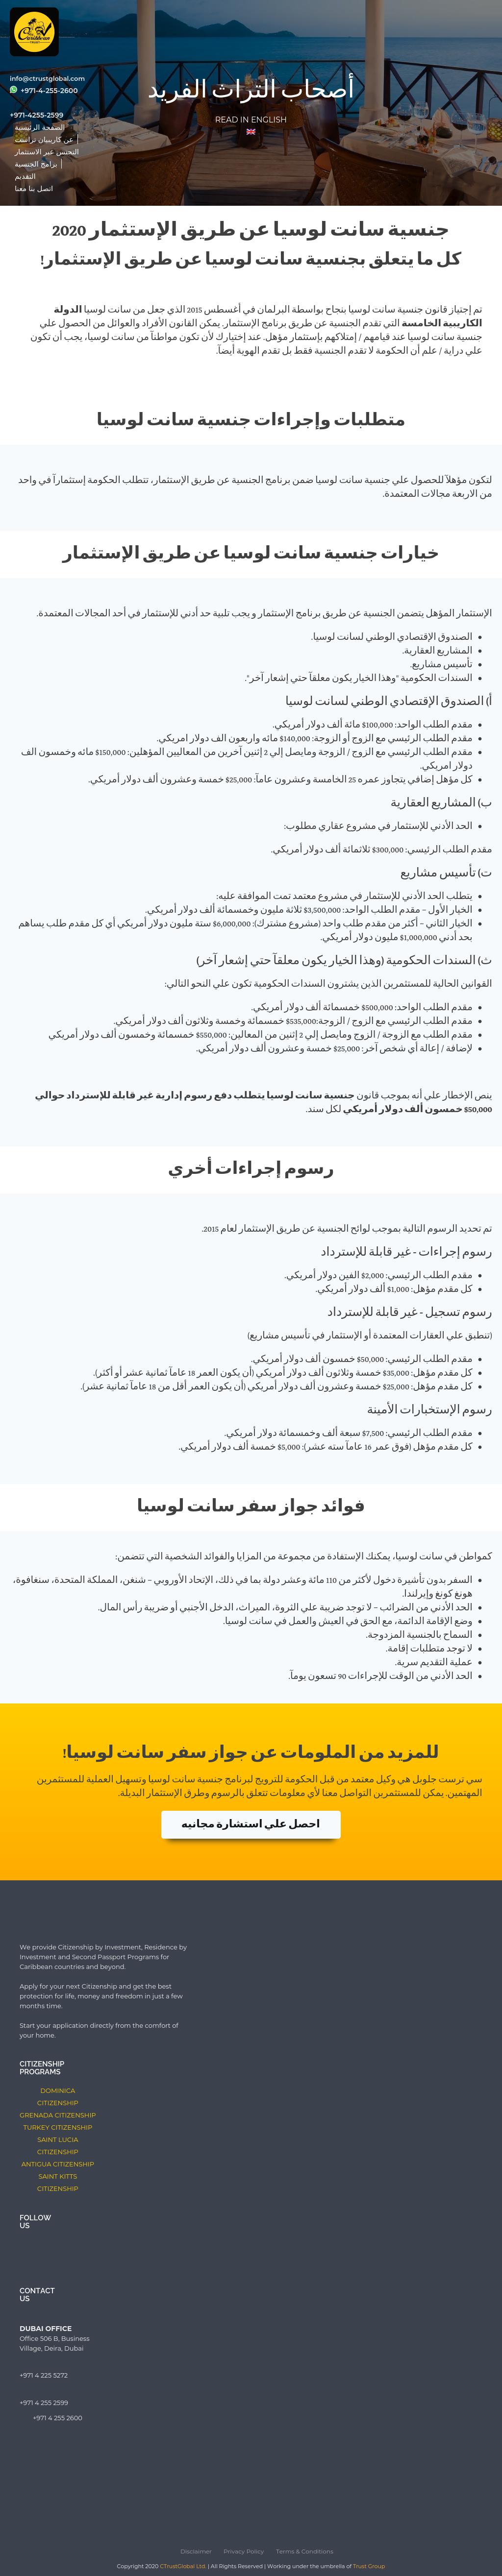 Caribbean
info@ctrustglobal.com
+971-4-255-2600
+971-4255-2599
الصفحة الرئيسية
عن كاريبيان تراست
التجنس عبر الاستثمار
برامج الجنسية
التقديم
اتصل بنا معنا
أصحاب التراث الفريد
READ IN ENGLISH
جنسية سانت لوسيا عن طريق الإستثمار 2020
كل ما يتعلق بجنسية سانت لوسيا عن طريق الإستثمار!
تم إجتياز قانون جنسية سانت لوسيا بنجاح بواسطة البرلمان في أغسطس 2015 الذي جعل من سانت لوسيا الدولة
الكاريبية الخامسة التي تقدم الجنسية عن طريق برنامج الإستثمار. يمكن القانون الأفراد والعوائل من الحصول علي
جنسية سانت لوسيا عند قيامهم / إمتلاكهم بإستثمار مؤهل. عند إختيارك لأن تكون مواطنآ من سانت لوسيا، يجب أن تكون
علي دراية / علم أن الحكومة لا تقدم الجنسية فقط بل تقدم الهوية أيضآ.
متطلبات وإجراءات جنسية سانت لوسيا
لتكون مؤهلآ للحصول علي جنسية سانت لوسيا ضمن برنامج الجنسية عن طريق الإستثمار، تتطلب الحكومة إستثمارآ في واحد
من الاربعة مجالات المعتمدة.
خيارات جنسية سانت لوسيا عن طريق الإستثمار
الإستثمار المؤهل يتضمن الجنسية عن طريق برنامج الإستثمار و يجب تلبية حد أدني للإستثمار في أحد المجالات المعتمدة.
الصندوق الإقتصادي الوطني لسانت لوسيا.
المشاريع العقارية.
تأسيس مشاريع.
السندات الحكومية "وهذا الخيار يكون معلقآ حتي إشعار آخر".
أ) الصندوق الإقتصادي الوطني لسانت لوسيا
مقدم الطلب الواحد: 100,000$ مائة ألف دولار أمريكي.
مقدم الطلب الرئيسي مع الزوج أو الزوجة: 140,000$ مائه واربعون الف دولار امريكي.
مقدم الطلب الرئيسي مع الزوج / الزوجة ومايصل إلي 2 إثنين آخرين من المعاليين المؤهلين: 150,000$ مائه وخمسون الف
دولار امريكي.
كل مؤهل إضافي يتجاوز عمره 25 الخامسة وعشرون عامآ: 25,000$ خمسة وعشرون ألف دولار أمريكي.
ب) المشاريع العقارية
الحد الأدني للإستثمار في مشروع عقاري مطلوب:
مقدم الطلب الرئيسي: 300,000$ ثلاثمائة ألف دولار أمريكي.
ت) تأسيس مشاريع
يتطلب الحد الأدني للإستثمار في مشروع معتمد تمت الموافقة عليه:
الخيار الأول – مقدم الطلب الواحد: 3,500,000$ ثلاثة مليون وخمسمائة ألف دولار أمريكي.
الخيار الثاني – أكثر من مقدم طلب واحد (مشروع مشترك): 6,000,000$ ستة مليون دولار أمريكي أي كل مقدم طلب يساهم
بحد أدني 1,000,000$ مليون دولار أمريكي.
ث) السندات الحكومية (وهذا الخيار يكون معلقآ حتي إشعار آخر)
القوانين الحالية للمستثمرين الذين يشترون السندات الحكومية تكون علي النحو التالي:
مقدم الطلب الواحد: 500,000$ خمسمائة ألف دولار أمريكي.
مقدم الطلب الرئيسي مع الزوج / الزوجة:535,000$ خمسمائة وخمسة وثلاثون ألف دولار أمريكي.
مقدم الطلب مع الزوجة / الزوج ومايصل إلي 2 إثنين من المعالين: 550,000$ خمسمائة وخمسون ألف دولار أمريكي
لإضافة / إعالة أي شخص آخر: 25,000$ خمسة وعشرون ألف دولار أمريكي.
ينص الإخطار علي أنه بموجب قانون جنسية سانت لوسيا يتطلب دفع رسوم إدارية غير قابلة للإسترداد حوالي
50,000$ خمسون ألف دولار أمريكي لكل سند.
رسوم إجراءات أخري
تم تحديد الرسوم التالية بموجب لوائح الجنسية عن طريق الإستثمار لعام 2015.
رسوم إجراءات - غير قابلة للإسترداد
مقدم الطلب الرئيسي: 2,000$ الفين دولار أمريكي.
كل مقدم مؤهل: 1,000$ ألف دولار أمريكي.
رسوم تسجيل - غير قابلة للإسترداد
(تنطبق علي العقارات المعتمدة أو الإستثمار في تأسيس مشاريع)
مقدم الطلب الرئيسي: 50,000$ خمسون ألف دولار أمريكي.
كل مقدم مؤهل: 35,000$ خمسة وثلاثون ألف دولار أمريكي (أن يكون العمر 18 عامآ ثمانية عشر أو أكثر).
كل مقدم مؤهل: 25,000$ خمسة وعشرون ألف دولار أمريكي (أن يكون العمر أقل من 18 عامآ ثمانية عشر).
رسوم الإستخبارات الأمينة
مقدم الطلب الرئيسي: 7,500$ سبعة ألف وخمسمائة دولار أمريكي.
كل مقدم مؤهل (فوق عمر 16 عامآ سته عشر): 5,000$ خمسة ألف دولار أمريكي.
فوائد جواز سفر سانت لوسيا
كمواطن في سانت لوسيا، يمكنك الإستفادة من مجموعة من المزايا والفوائد الشخصية التي تتضمن:
السفر بدون تأشيرة دخول لأكثر من 110 مائة وعشر دولة بما في ذلك، الإتحاد الأوروبي – شنغن، المملكة المتحدة، سنغافوة،
هونغ كونغ وإيرلندا.
الحد الأدني من الضرائب – لا توجد ضريبة علي الثروة، الميراث، الدخل الأجنبي أو ضريبة رأس المال.
وضع الإقامة الدائمة، مع الحق في العيش والعمل في سانت لوسيا.
السماح بالجنسية المزدوجة.
لا توجد متطلبات إقامة.
عملية التقديم سرية.
الحد الأدني من الوقت للإجراءات 90 تسعون يومآ.
للمزيد من الملومات عن جواز سفر سانت لوسيا!
سي ترست جلوبل هي وكيل معتمد من قبل الحكومة للترويج لبرنامج جنسية سانت لوسيا وتسهيل العملية للمستثمرين
المهتمين. يمكن للمستثمرين التواصل معنا لأي معلومات تتعلق بالرسوم وطرق الإستثمار البديلة.
احصل علي استشارة مجانيه
We provide Citizenship by Investment, Residence by
Investment and Second Passport Programs for
Caribbean countries and beyond.
Apply for your next Citizenship and get the best
protection for life, money and freedom in just a few
months time.
Start your application directly from the comfort of
your home.
CITIZENSHIP
PROGRAMS
DOMINICA
CITIZENSHIP
GRENADA CITIZENSHIP
TURKEY CITIZENSHIP
SAINT LUCIA
CITIZENSHIP
ANTIGUA CITIZENSHIP
SAINT KITTS
CITIZENSHIP
FOLLOW
US
CONTACT
US
DUBAI OFFICE
Office 506 B, Business
Village, Deira, Dubai
+971 4 225 5272
+971 4 255 2599
+971 4 255 2600
Disclaimer Privacy Policy Terms & Conditions
Copyright 2020 CTrustGlobal Ltd. | All Rights Reserved | Working under the umbrella of Trust Group